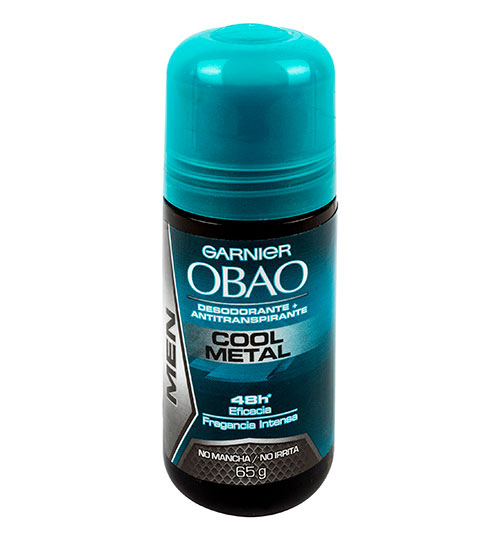 GARNIER
OBAO
DESODORANTE +
ANTITRANSPIRANTE
COOL
METAL
MEN
48h*
Eficacia
Fragancia Intensa
NO MANCHA / NO IRRITA
65 g